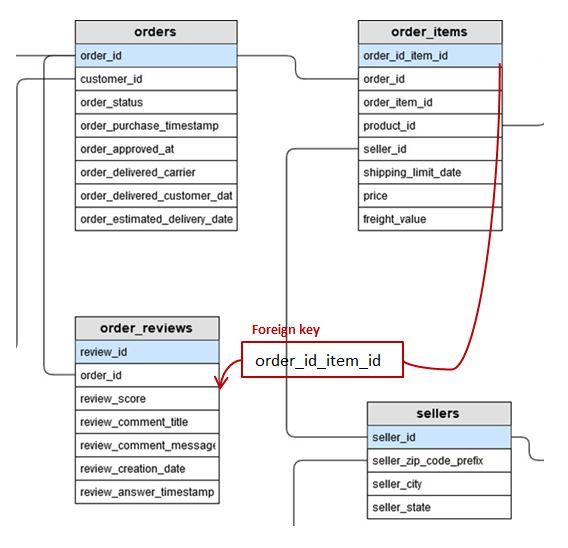 orders
order_id
customer_id
order_status
order_purchase_timestamp
order_approved_at
order_delivered_carrier
order_delivered_customer_dat
order_estimated_delivery_date
order_items
order_id_item_id
order_id
order_item_id
product_id
seller_id
shipping_limit_date
price
freight_value
order_reviews
review_id
order_id
review_score
review_comment_title
review_comment_message
review_creation_date
review_answer_timestamp
Foreign key
order_id_item_id
sellers
seller_id
seller_zip_code_prefix
seller_city
seller_state